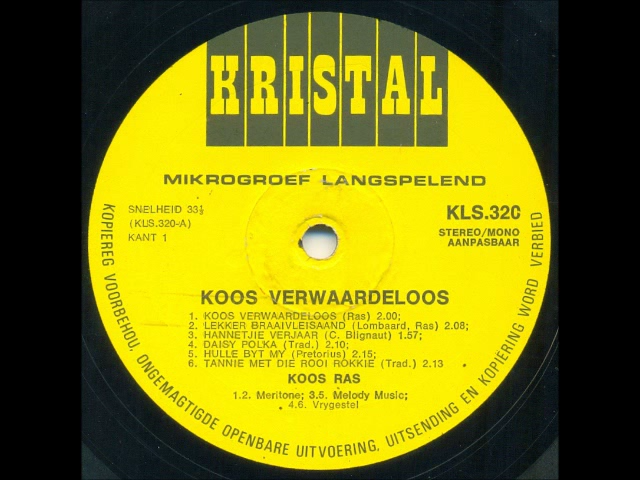 KRISTAL
MIKROGROEF LANGSPELEND
SNELHEID 33⅓
(KLS.320-A)
KANT 1
KLS.320
STEREO/MONO
AANPASBAAR
KOOS VERWAARDELOOS
1. KOOS VERWAARDELOOS (Ras) 2.00;
2. LEKKER BRAAIVLEISAAND (Lombaard, Ras) 2.08;
3. HANNETJIE VERJAAR (C. Blignaut) 1.57;
4. DAISY POLKA (Trad.) 2.10;
5. HULLE BYT MY (Pretorius) 2.15;
6. TANNIE MET DIE ROOI ROKKIE (Trad.) 2.13
KOOS RAS
1.2. Meritone; 3.5. Melody Music;
4.6. Vrygestel
KOPIEREG VOORBEHOU. ONGEMAGTIGDE OPENBARE UITVOERING, UITSENDING EN KOPIERING WORD VERBIED